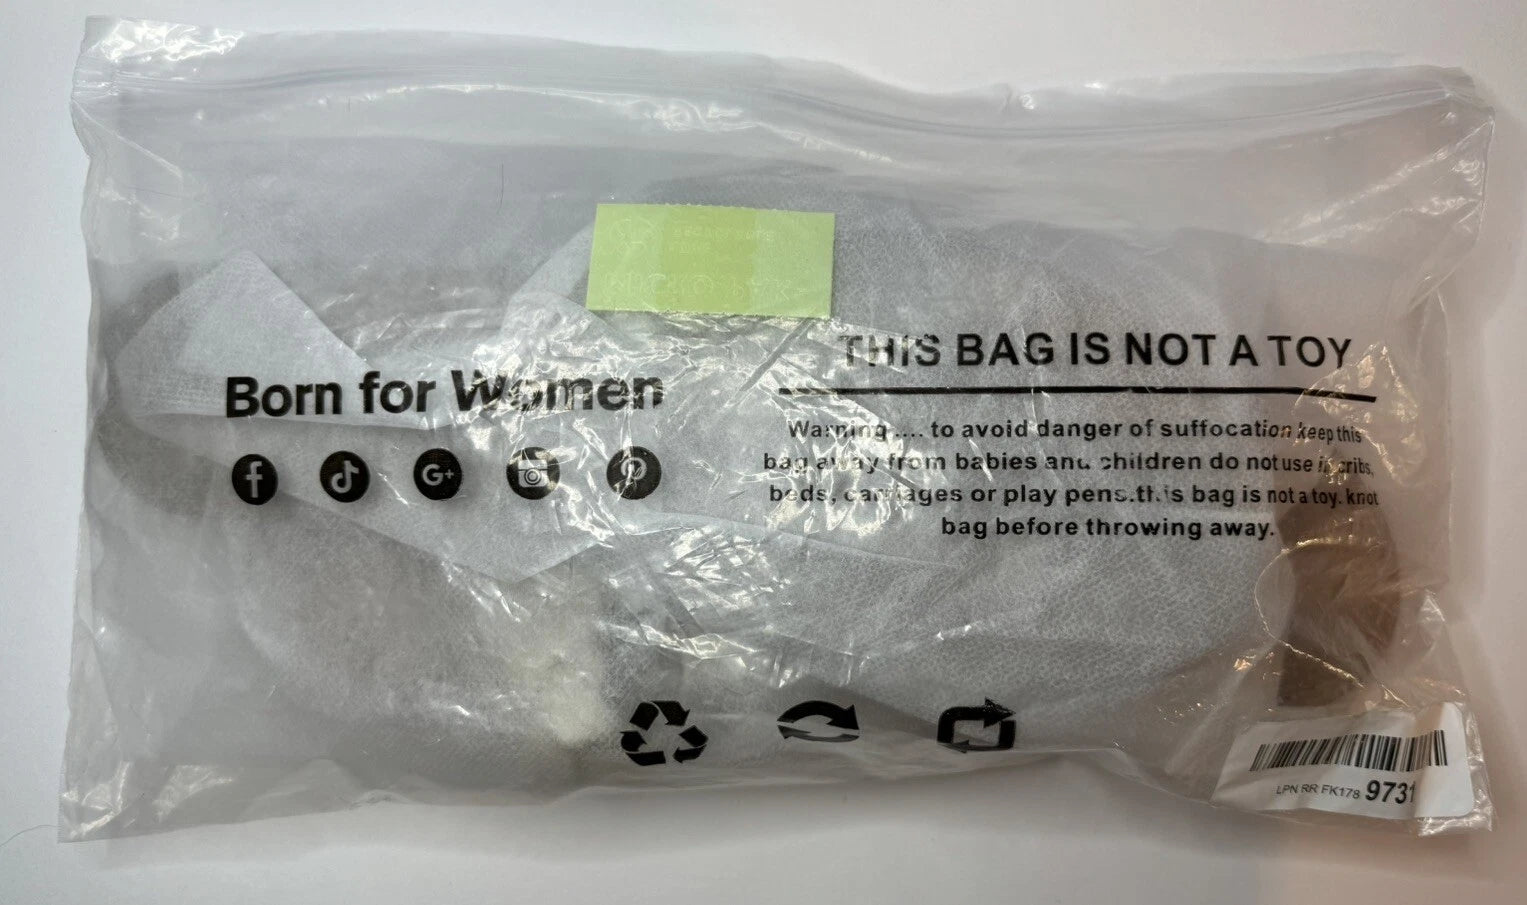 Born for Women
G+
THIS BAG IS NOT A TOY
Warning .... to avoid danger of suffocation keep this
bag away from babies and children do not use in cribs,
beds, carriages or play pens.this bag is not a toy. knot
bag before throwing away.
LPN RR FK178 9731